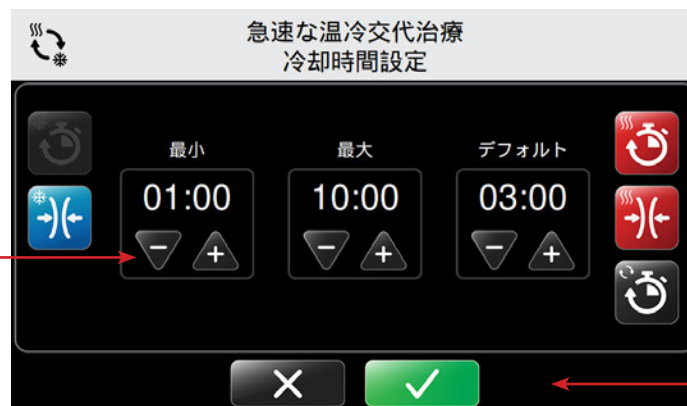 急速な温冷交代治療
冷却時間設定
最小 最大 デフォルト
01:00 10:00 03:00
− + − + − +